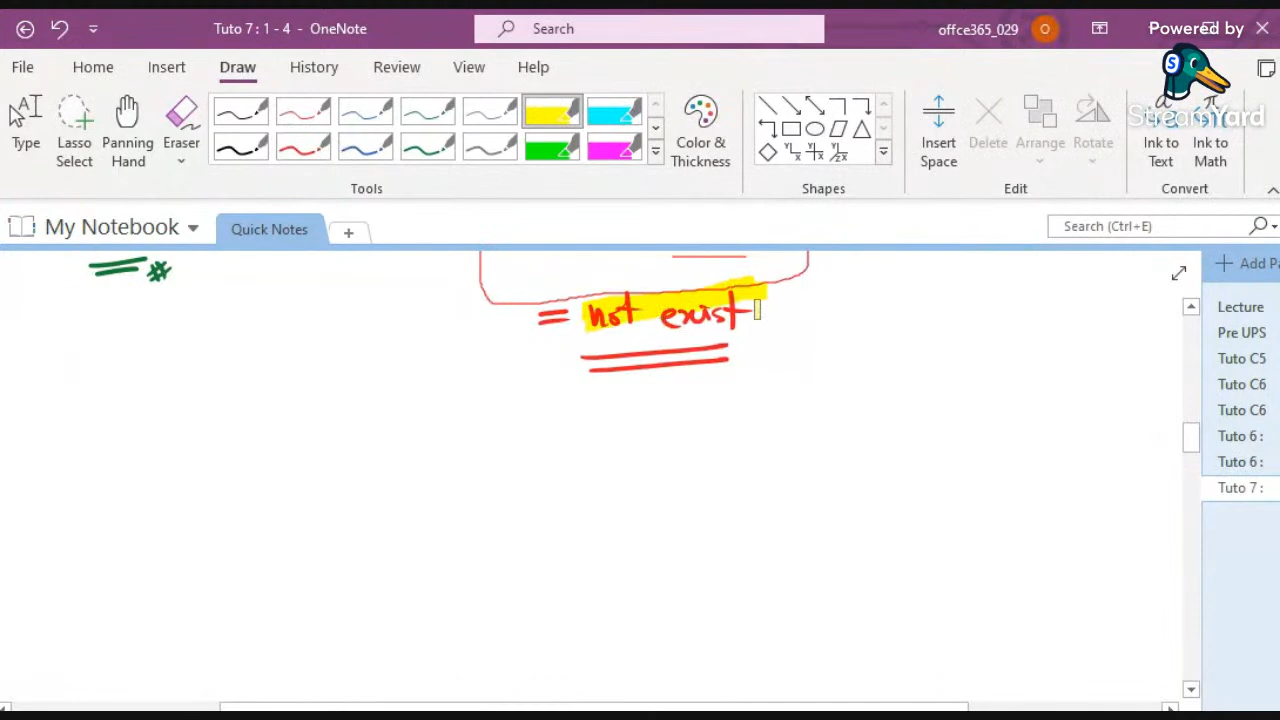 Tuto 7 : 1 - 4 - OneNote
Search
offce365_029
O
Powered by
StreamYard
File
Home
Insert
Draw
History
Review
View
Help
Type
Lasso
Select
Panning
Hand
Eraser
Color &
Thickness
Insert
Space
Delete
Arrange
Rotate
Ink to
Text
Ink to
Math
Tools
Shapes
Edit
Convert
My Notebook
Quick Notes
Search (Ctrl+E)
Add Pa
Lecture
Pre UPS
Tuto C5
Tuto C6
Tuto C6
Tuto 6 :
Tuto 6 :
Tuto 7 :
= not exist